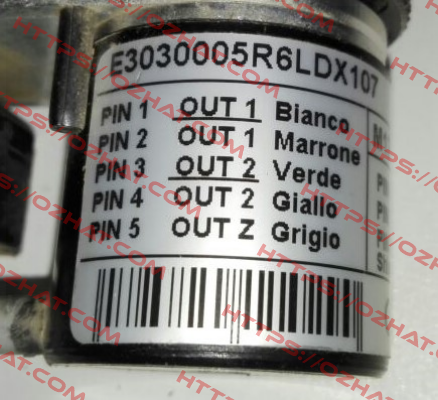 E3030005R6LDX107
PIN 1 OUT 1 Bianco
PIN 2 OUT 1 Marrone
PIN 3 OUT 2 Verde
PIN 4 OUT 2 Giallo
PIN 5 OUT Z Grigio
HTTPS://OZHAT.COM